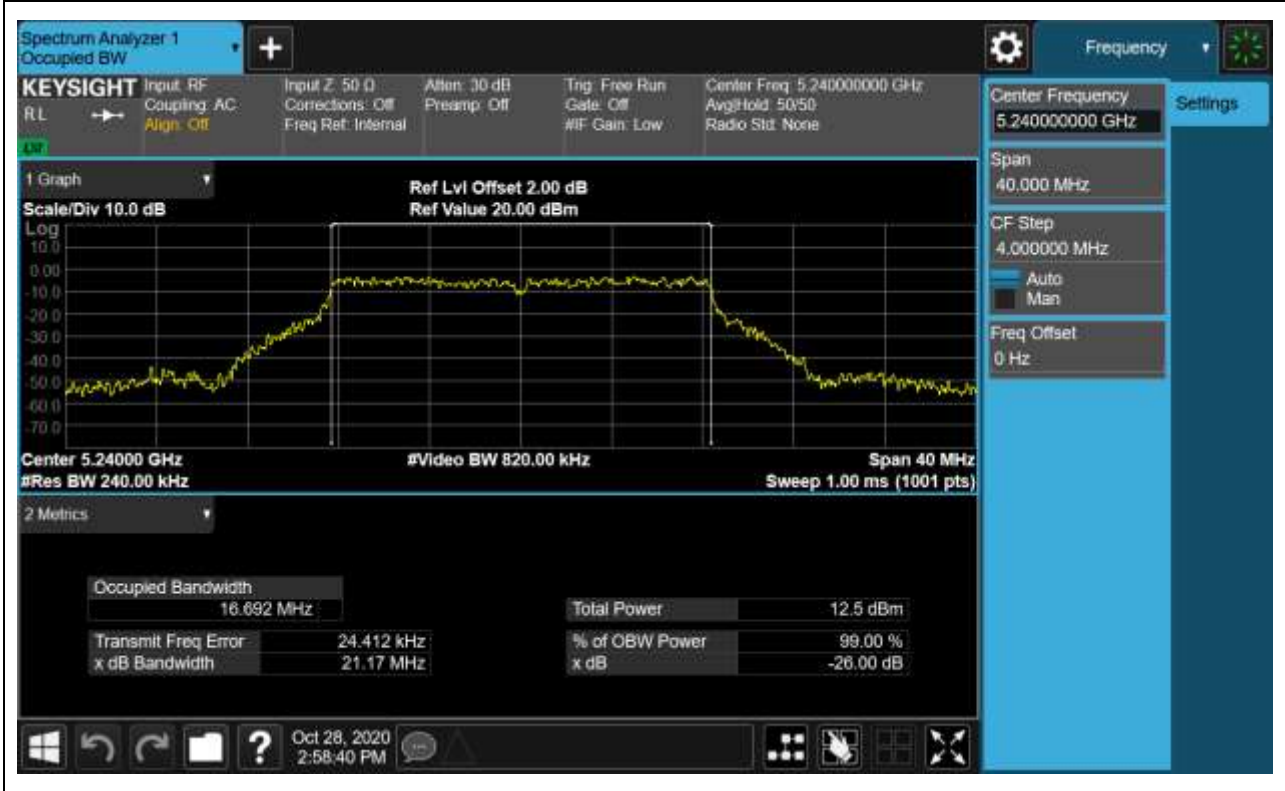 Spectrum Analyzer 1
Occupied BW
+
Frequency
KEYSIGHT
RL
Input: RF
Coupling: AC
Align: Off
Input Z: 50 Ω
Corrections: Off
Freq Ref: Internal
Atten: 30 dB
Preamp: Off
Trig: Free Run
Gate: Off
#IF Gain: Low
Center Freq: 5.240000000 GHz
Avg|Hold: 50/50
Radio Std: None
Center Frequency
5.240000000 GHz
Settings
Span
40.000 MHz
CF Step
4.000000 MHz
Auto
Man
Freq Offset
0 Hz
1 Graph
Scale/Div 10.0 dB
Ref Lvl Offset 2.00 dB
Ref Value 20.00 dBm
Log
10.0
0.00
-10.0
-20.0
-30.0
-40.0
-50.0
-60.0
-70.0
Center 5.24000 GHz
#Video BW 820.00 kHz
Span 40 MHz
#Res BW 240.00 kHz
Sweep 1.00 ms (1001 pts)
2 Metrics
Occupied Bandwidth
16.692 MHz
Total Power 12.5 dBm
Transmit Freq Error 24.412 kHz
% of OBW Power 99.00 %
x dB Bandwidth 21.17 MHz
x dB -26.00 dB
?
Oct 28, 2020
2:58:40 PM